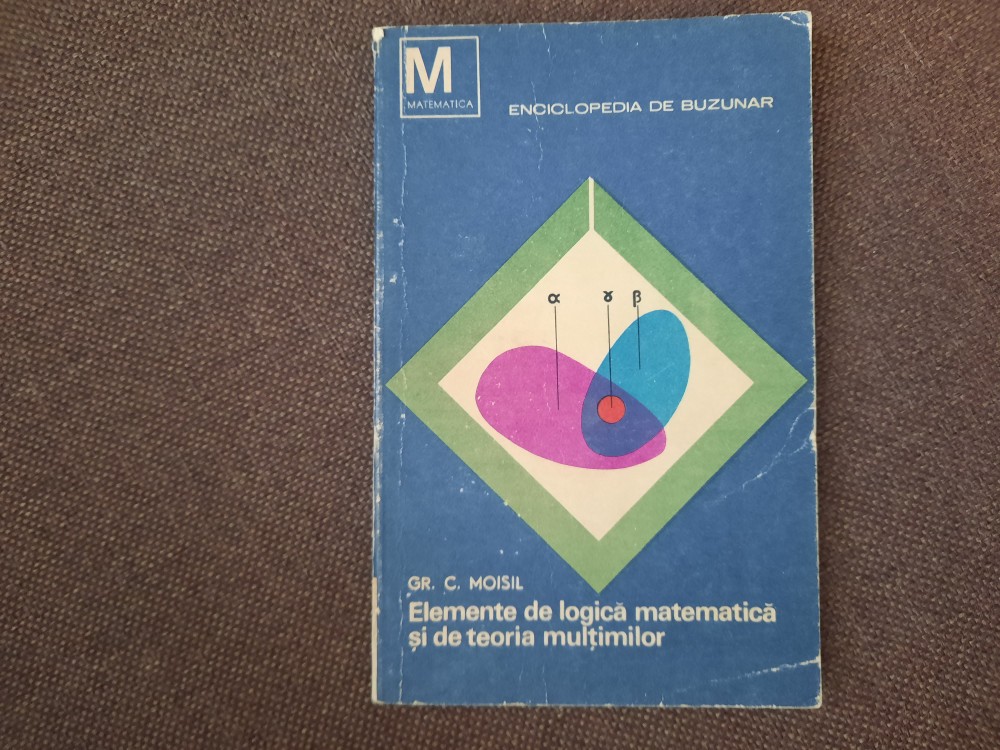 M
MATEMATICA
ENCICLOPEDIA DE BUZUNAR
α ɤ β
GR. C. MOISIL
Elemente de logică matematică
și de teoria mulțimilor